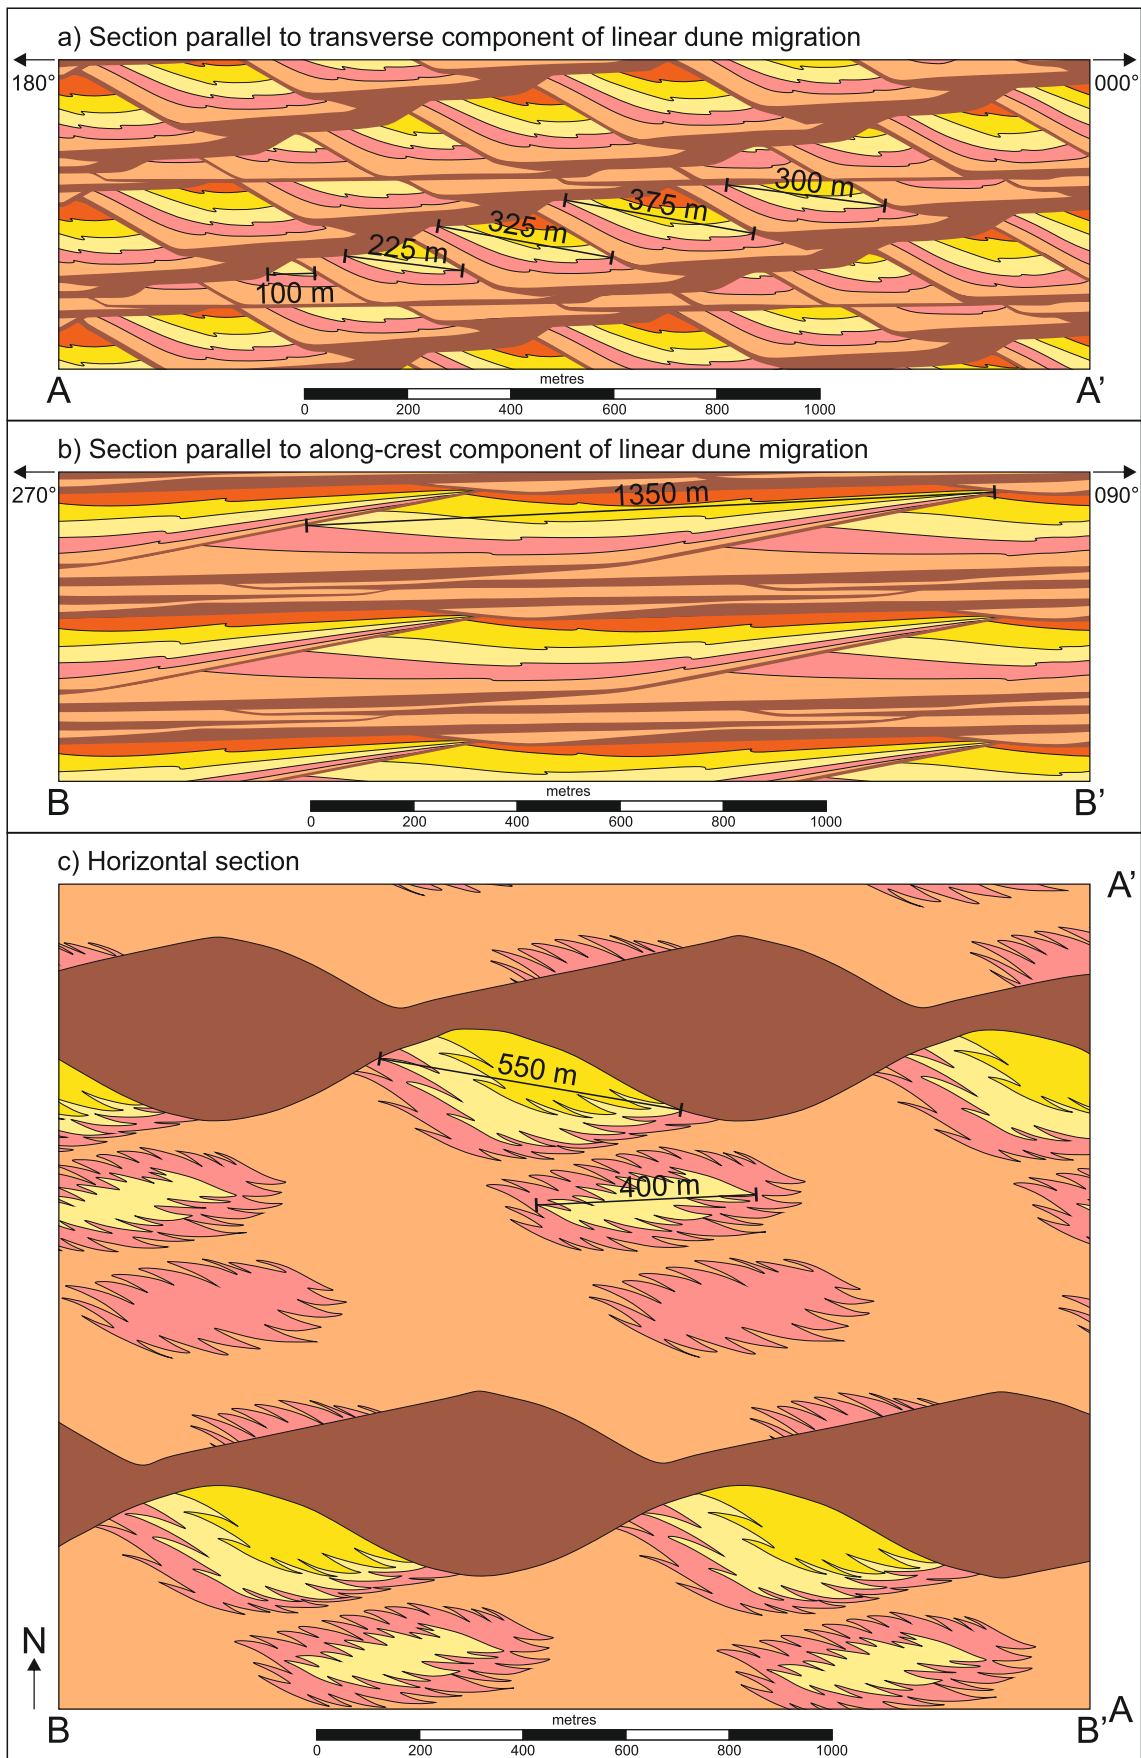 a) Section parallel to transverse component of linear dune migration
180°
000°
300 m
375 m
325 m
225 m
100 m
A
A'
metres
0 200 400 600 800 1000
b) Section parallel to along-crest component of linear dune migration
270°
090°
1350 m
B
B'
metres
0 200 400 600 800 1000
c) Horizontal section
A'
550 m
400 m
N
A
B
B'
metres
0 200 400 600 800 1000